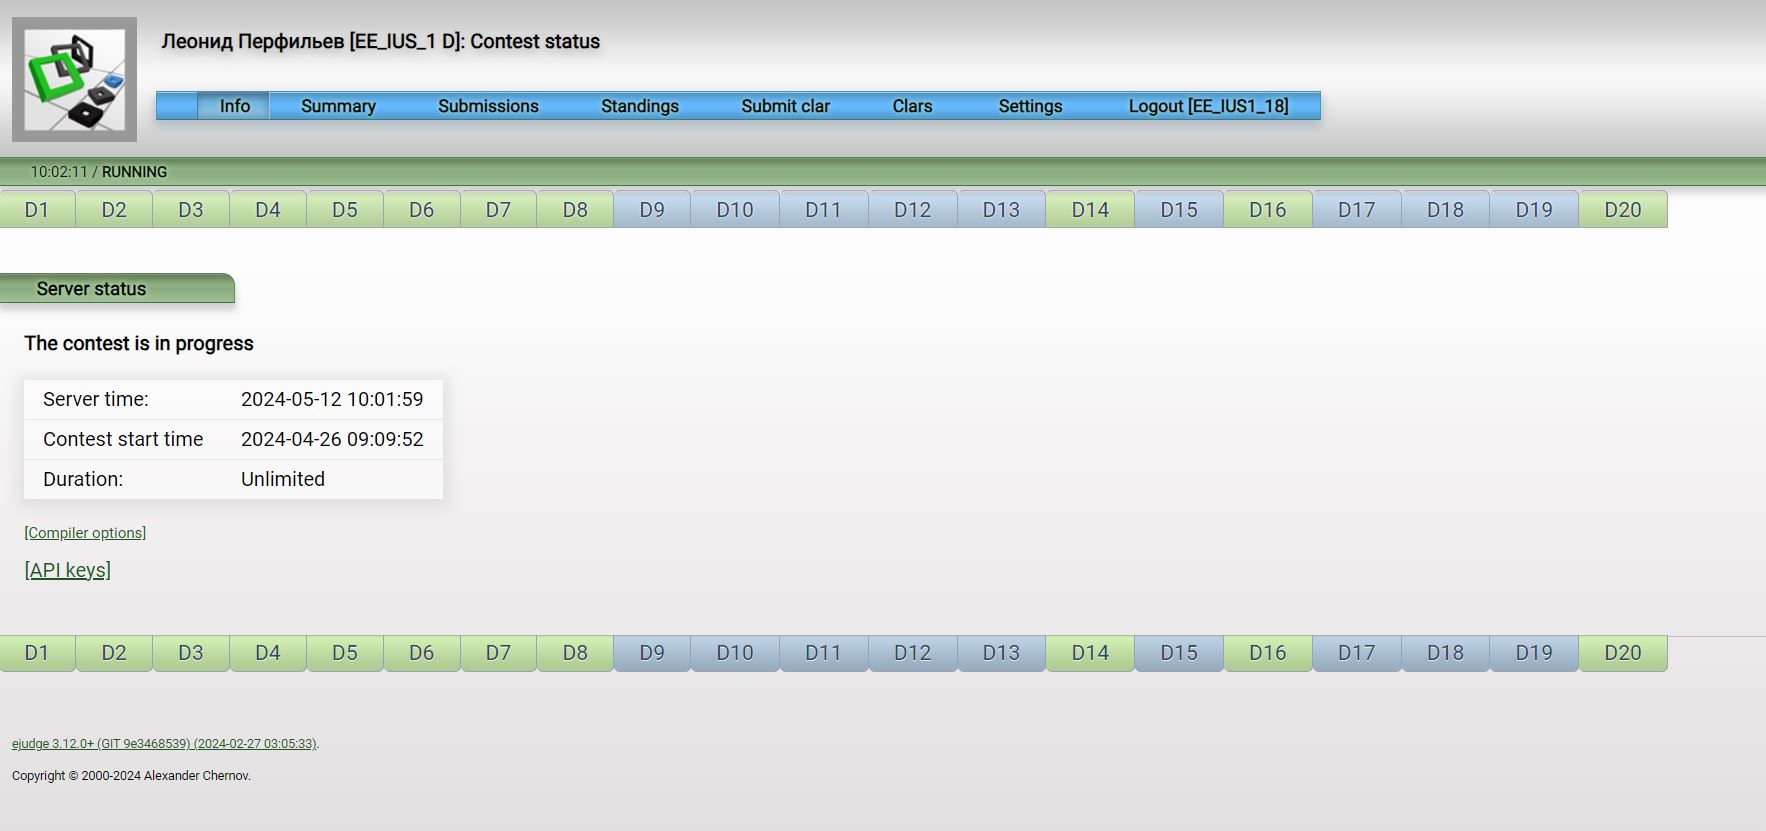 Леонид Перфильев [EE_IUS_1 D]: Contest status
Info Summary Submissions Standings Submit clar Clars Settings Logout [EE_IUS1_18]
10:02:11 / RUNNING
D1 D2 D3 D4 D5 D6 D7 D8 D9 D10 D11 D12 D13 D14 D15 D16 D17 D18 D19 D20
Server status
The contest is in progress
Server time: 2024-05-12 10:01:59
Contest start time 2024-04-26 09:09:52
Duration: Unlimited
[Compiler options]
[API keys]
D1 D2 D3 D4 D5 D6 D7 D8 D9 D10 D11 D12 D13 D14 D15 D16 D17 D18 D19 D20
ejudge 3.12.0+ (GIT 9e3468539) (2024-02-27 03:05:33).
Copyright © 2000-2024 Alexander Chernov.